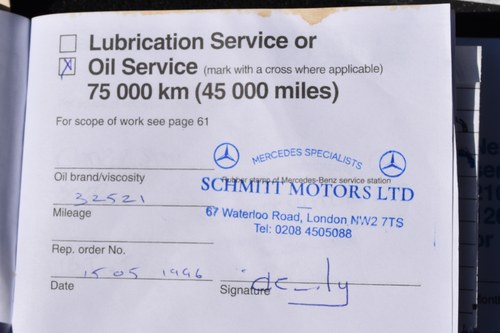 ☐ Lubrication Service or
☒ Oil Service (mark with a cross where applicable)
75 000 km (45 000 miles)
For scope of work see page 61
MERCEDES SPECIALISTS
Oil brand/viscosity
Rubber stamp of Mercedes-Benz service station
SCHMITT MOTORS LTD
32521
Mileage
67 Waterloo Road, London NW2 7TS
Tel: 0208 4505088
Rep. order No.
15 05 1996
Date
Signature